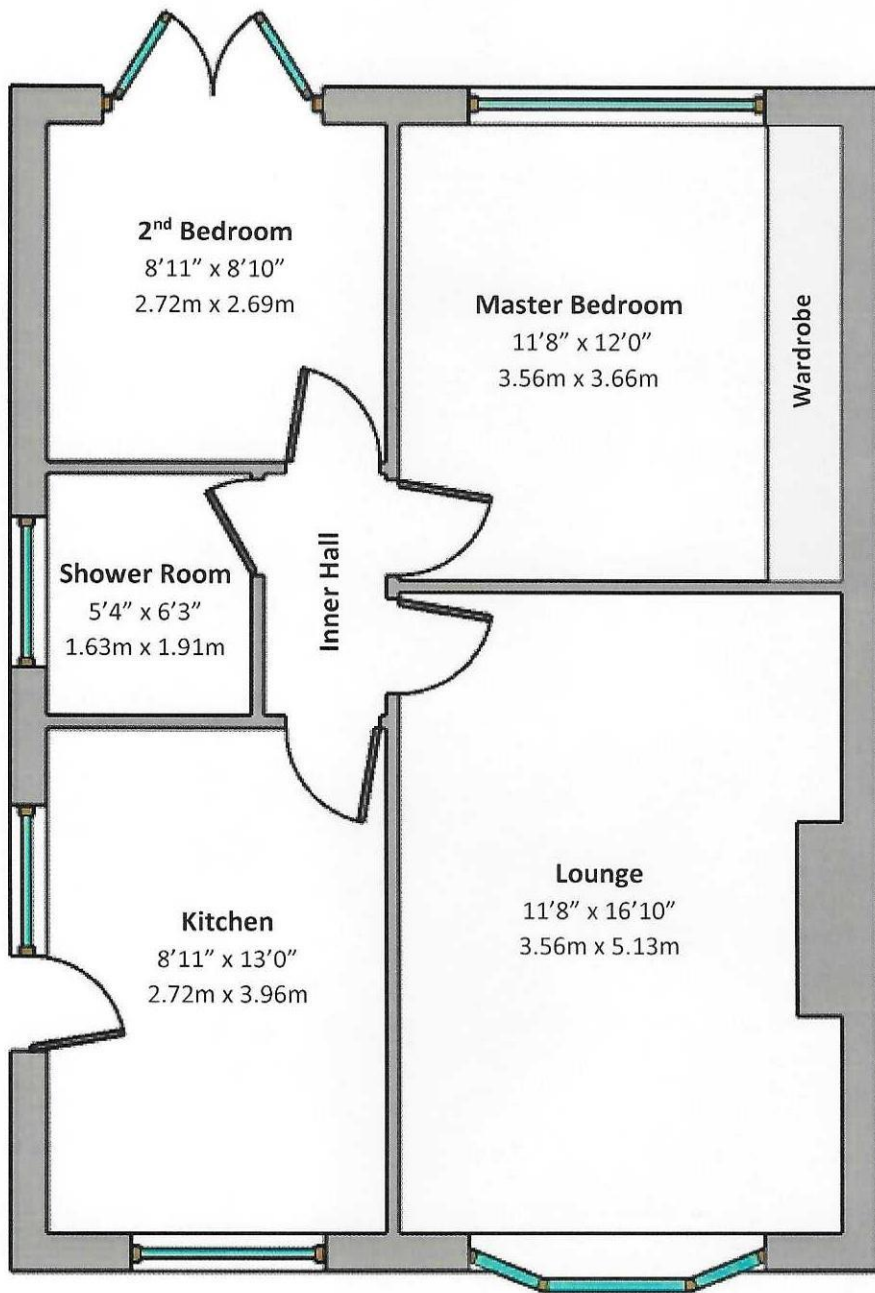 2nd Bedroom
8'11” x 8'10”
2.72m x 2.69m
Master Bedroom
11'8” x 12'0”
3.56m x 3.66m
Wardrobe
Shower Room
5'4” x 6'3”
1.63m x 1.91m
Inner Hall
Kitchen
8'11” x 13'0”
2.72m x 3.96m
Lounge
11'8” x 16'10”
3.56m x 5.13m